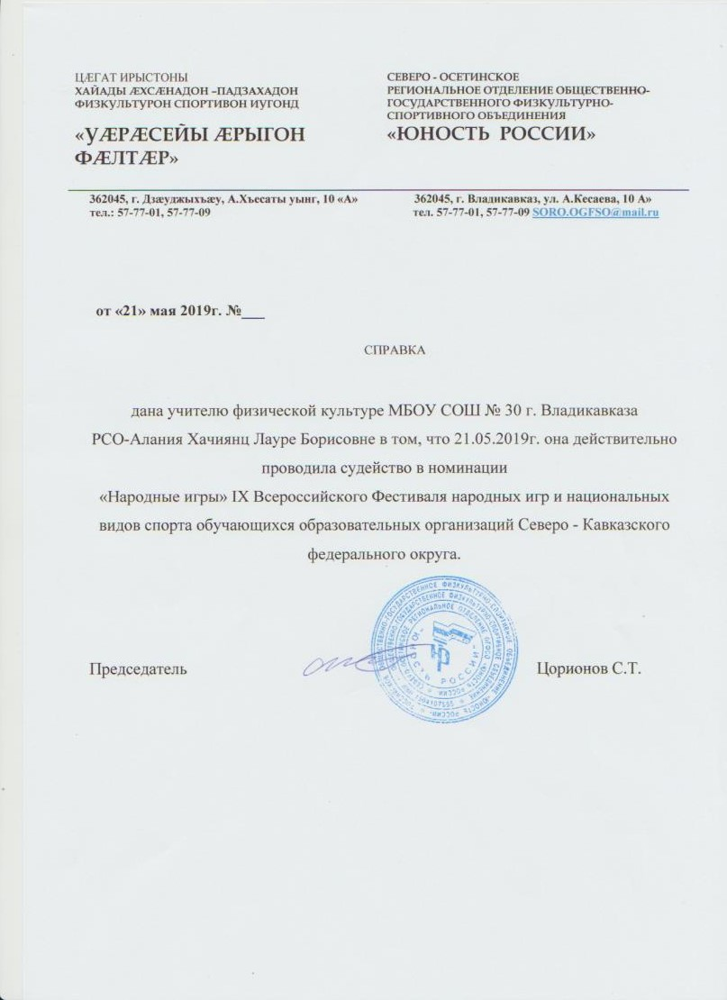 ЦÆГАТ ИРЫСТОНЫ
ХАЙАДЫ ÆХСÆНАДОН –ПАДЗАХАДОН
ФИЗКУЛЬТУРОН СПОРТИВОН ИУГОНД
«УÆРÆСЕЙЫ ÆРЫГОН
ФÆЛТÆР»
362045, г. Дзæуджыхъæу, А.Хъесаты уынг, 10 «А»
тел.: 57-77-01, 57-77-09
СЕВЕРО - ОСЕТИНСКОЕ
РЕГИОНАЛЬНОЕ ОТДЕЛЕНИЕ ОБЩЕСТВЕННО-
ГОСУДАРСТВЕННОГО ФИЗКУЛЬТУРНО-
СПОРТИВНОГО ОБЪЕДИНЕНИЯ
«ЮНОСТЬ РОССИИ»
362045, г. Владикавказ, ул. А.Кесаева, 10 А»
тел. 57-77-01, 57-77-09 SORO.OGFSO@mail.ru
от «21» мая 2019г. №___
СПРАВКА
дана учителю физической культуре МБОУ СОШ № 30 г. Владикавказа
РСО-Алания Хачиянц Лауре Борисовне в том, что 21.05.2019г. она действительно
проводила судейство в номинации
«Народные игры» IX Всероссийского Фестиваля народных игр и национальных
видов спорта обучающихся образовательных организаций Северо - Кавказского
федерального округа.
Председатель
Цорионов С.Т.